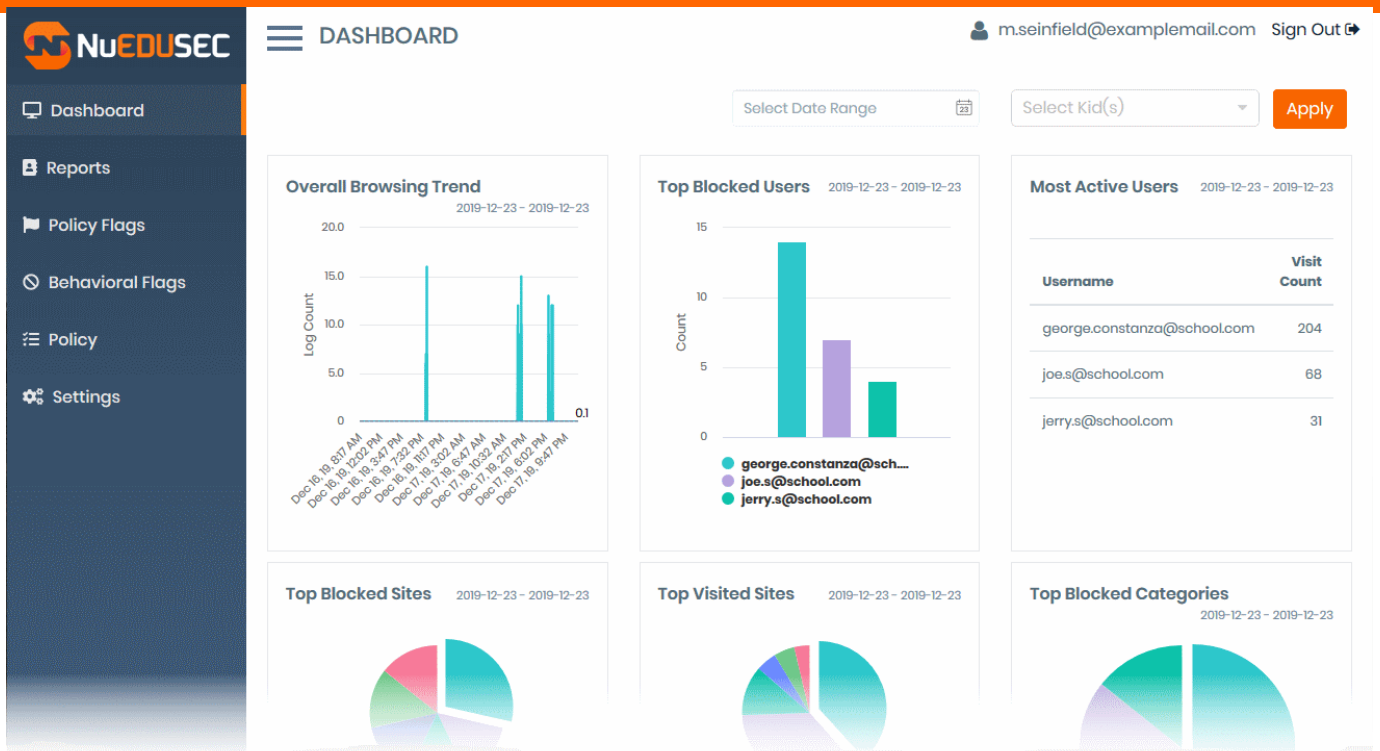 NuEDUSEC
DASHBOARD
m.seinfield@examplemail.com Sign Out
Dashboard
Reports
Policy Flags
Behavioral Flags
Policy
Settings
Select Date Range
23
Select Kid(s)
Apply
Overall Browsing Trend
2019-12-23 - 2019-12-23
20.0
15.0
10.0
5.0
0
Log Count
0.1
Dec 16, 19, 8:17 AM
Dec 16, 19, 12:02 PM
Dec 16, 19, 3:47 PM
Dec 16, 19, 7:32 PM
Dec 16, 19, 11:17 PM
Dec 17, 19, 3:02 AM
Dec 17, 19, 6:47 AM
Dec 17, 19, 10:32 AM
Dec 17, 19, 2:17 PM
Dec 17, 19, 6:02 PM
Dec 17, 19, 9:47 PM
Top Blocked Users 2019-12-23 - 2019-12-23
15
10
5
0
Count
george.constanza@sch....
joe.s@school.com
jerry.s@school.com
Most Active Users 2019-12-23 - 2019-12-23
Username Visit Count
george.constanza@school.com 204
joe.s@school.com 68
jerry.s@school.com 31
Top Blocked Sites 2019-12-23 - 2019-12-23
Top Visited Sites 2019-12-23 - 2019-12-23
Top Blocked Categories
2019-12-23 - 2019-12-23